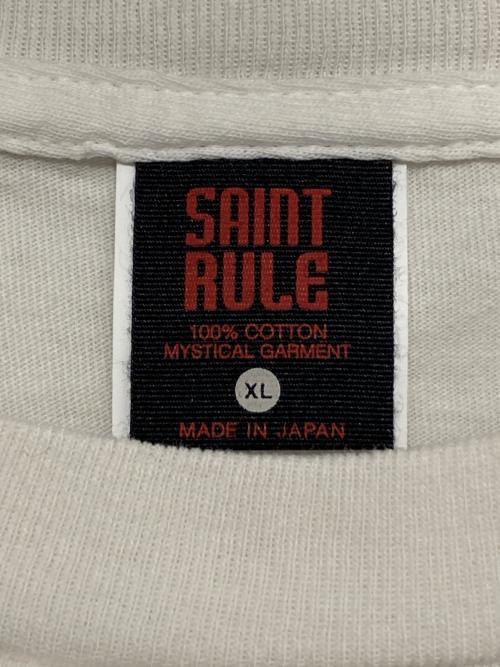 SAINT
RULE
100% COTTON
MYSTICAL GARMENT
XL
MADE IN JAPAN